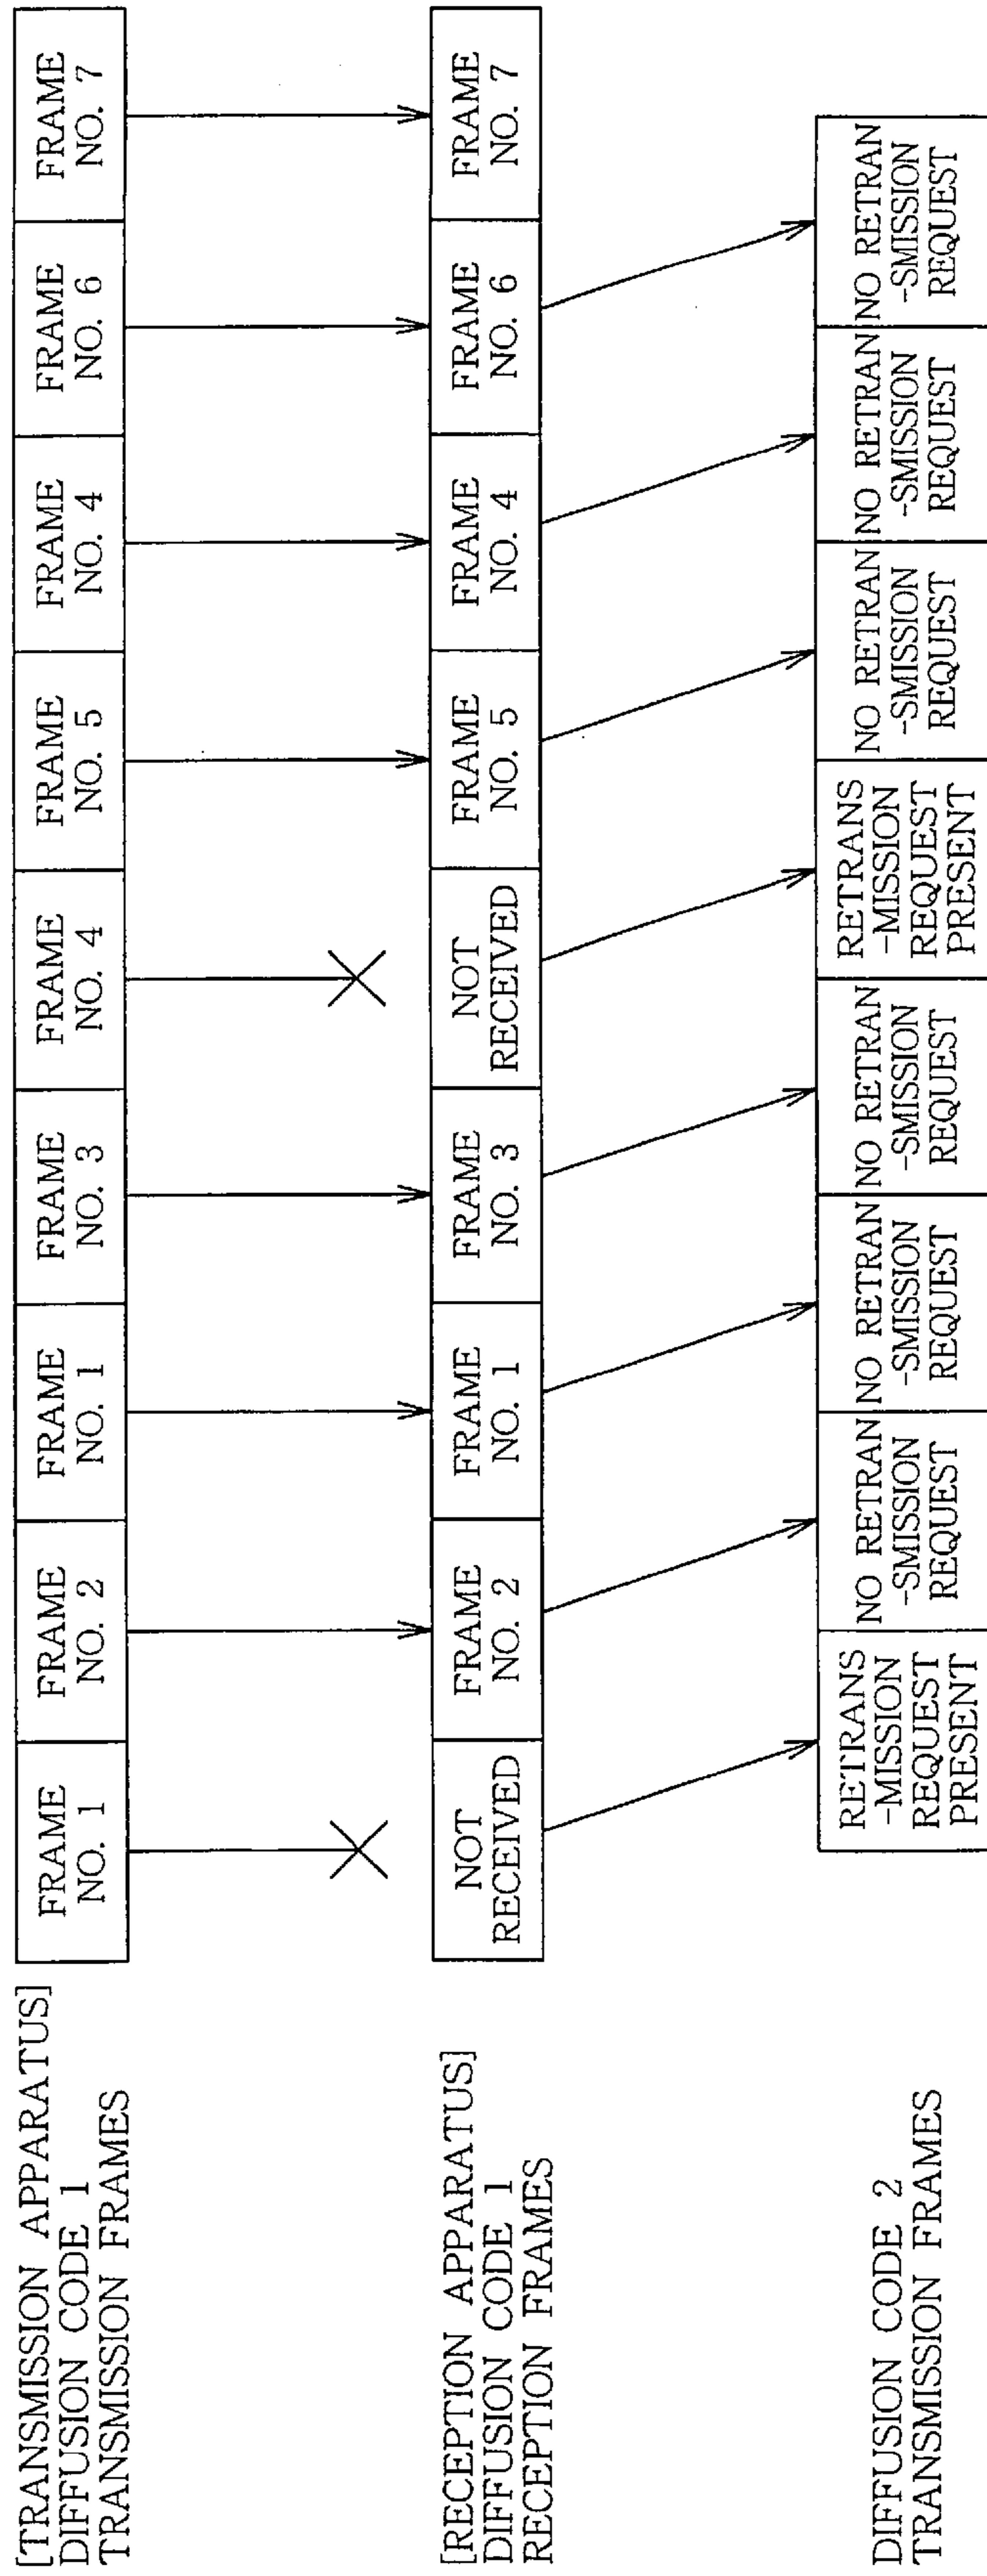 [TRANSMISSION APPARATUS]
DIFFUSION CODE 1
TRANSMISSION FRAMES
FRAME
NO. 1
FRAME
NO. 2
FRAME
NO. 1
FRAME
NO. 3
FRAME
NO. 4
FRAME
NO. 5
FRAME
NO. 4
FRAME
NO. 6
FRAME
NO. 7
[RECEPTION APPARATUS]
DIFFUSION CODE 1
RECEPTION FRAMES
NOT
RECEIVED
FRAME
NO. 2
FRAME
NO. 1
FRAME
NO. 3
NOT
RECEIVED
FRAME
NO. 5
FRAME
NO. 4
FRAME
NO. 6
FRAME
NO. 7
DIFFUSION CODE 2
TRANSMISSION FRAMES
RETRANS
-MISSION
REQUEST
PRESENT
NO RETRAN
-SMISSION
REQUEST
NO RETRAN
-SMISSION
REQUEST
NO RETRAN
-SMISSION
REQUEST
RETRANS
-MISSION
REQUEST
PRESENT
NO RETRAN
-SMISSION
REQUEST
NO RETRAN
-SMISSION
REQUEST
NO RETRAN
-SMISSION
REQUEST